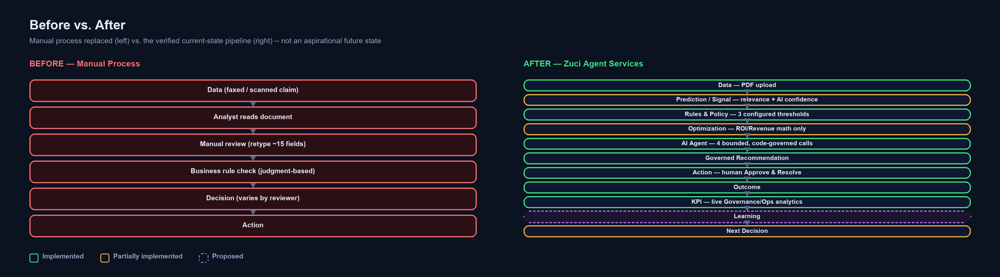 Before vs. After
Manual process replaced (left) vs. the verified current-state pipeline (right) -- not an aspirational future state
BEFORE — Manual Process
Data (faxed / scanned claim)
Analyst reads document
Manual review (retype ~15 fields)
Business rule check (judgment-based)
Decision (varies by reviewer)
Action
AFTER — Zuci Agent Services
Data — PDF upload
Prediction / Signal — relevance + AI confidence
Rules & Policy — 3 configured thresholds
Optimization — ROI/Revenue math only
AI Agent — 4 bounded, code-governed calls
Governed Recommendation
Action — human Approve & Resolve
Outcome
KPI — live Governance/Ops analytics
Learning
Next Decision
Implemented
Partially implemented
Proposed